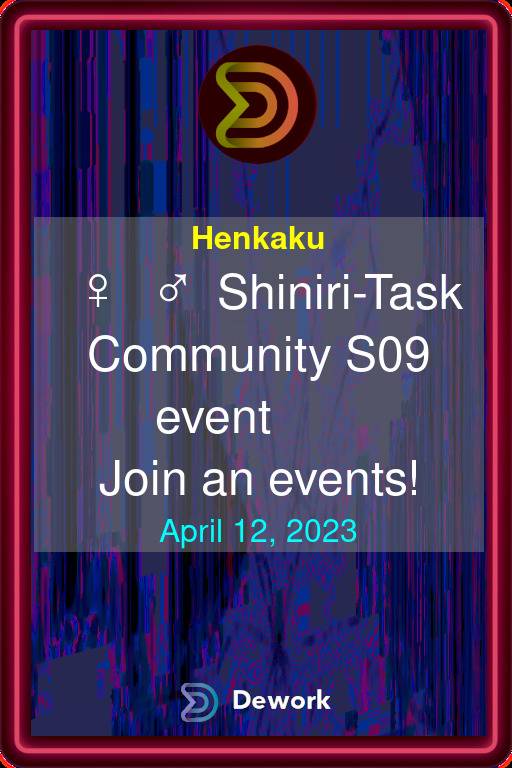 Henkaku
♀ ♂ Shiniri-Task
Community S09
event
Join an events!
April 12, 2023
Dework